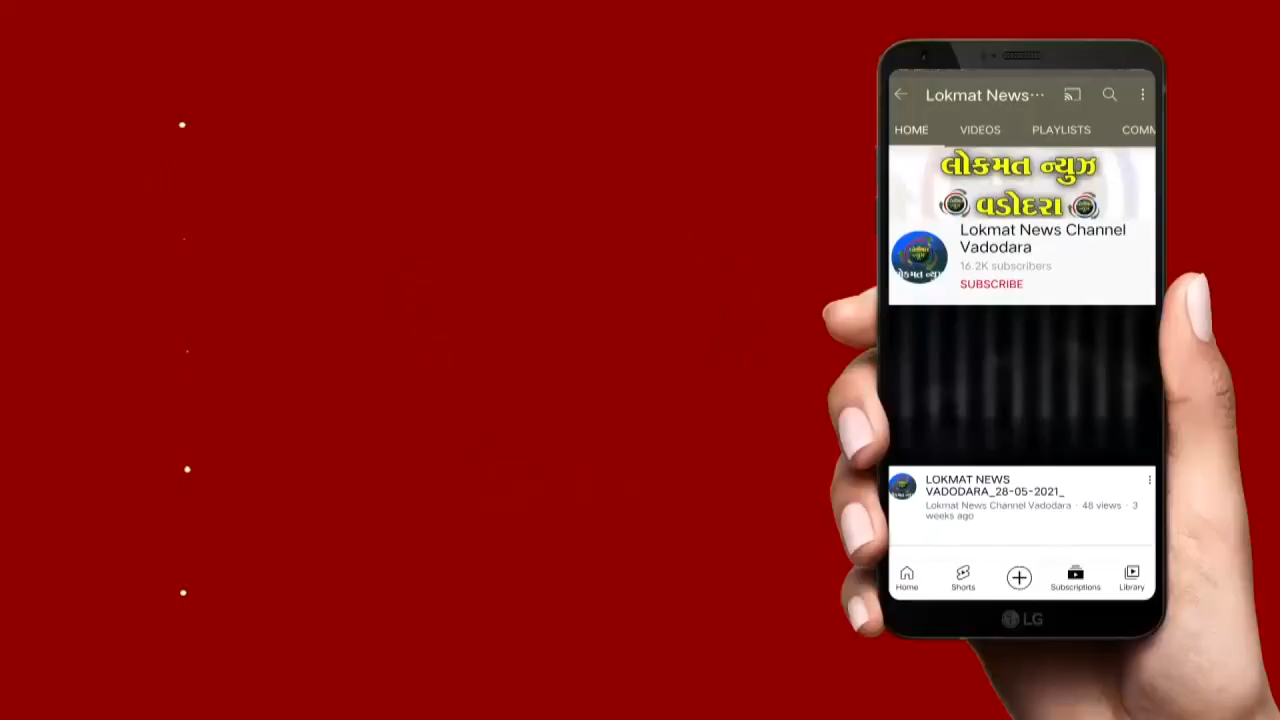 Lokmat News...
HOME VIDEOS PLAYLISTS COMM
લોકમત ન્યુઝ
વડોદરા
Lokmat News Channel
Vadodara
16.2K subscribers
SUBSCRIBE
LOKMAT NEWS
VADODARA_28-05-2021_
Lokmat News Channel Vadodara · 48 views · 3
weeks ago
Home Shorts Subscriptions Library
LG